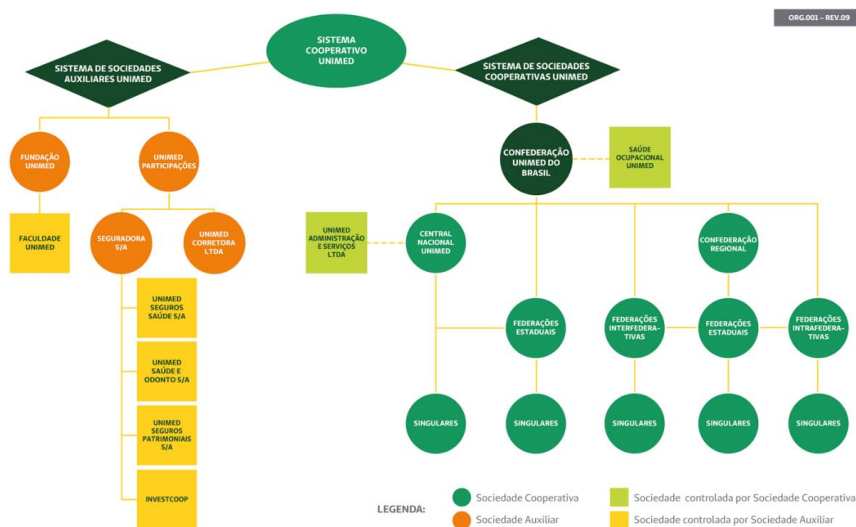 ORG.001 – REV.09
SISTEMA
COOPERATIVO
UNIMED
SISTEMA DE SOCIEDADES
AUXILIARES UNIMED
SISTEMA DE SOCIEDADES
COOPERATIVAS UNIMED
FUNDAÇÃO
UNIMED
UNIMED
PARTICIPAÇÕES
CONFEDERAÇÃO
UNIMED DO
BRASIL
SAÚDE
OCUPACIONAL
UNIMED
FACULDADE
UNIMED
SEGURADORA
S/A
UNIMED
CORRETORA
LTDA
UNIMED
ADMINISTRAÇÃO
E SERVIÇOS
LTDA
CENTRAL
NACIONAL
UNIMED
CONFEDERAÇÃO
REGIONAL
UNIMED
SEGUROS
SAÚDE S/A
FEDERAÇÕES
ESTADUAIS
FEDERAÇÕES
INTERFEDERA-
TIVAS
FEDERAÇÕES
ESTADUAIS
FEDERAÇÕES
INTRAFEDERA-
TIVAS
UNIMED
SAÚDE E
ODONTO S/A
UNIMED
SEGUROS
PATRIMONIAIS
S/A
SINGULARES
SINGULARES
SINGULARES
SINGULARES
SINGULARES
INVESTCOOP
LEGENDA:
Sociedade Cooperativa
Sociedade controlada por Sociedade Cooperativa
Sociedade Auxiliar
Sociedade controlada por Sociedade Auxiliar